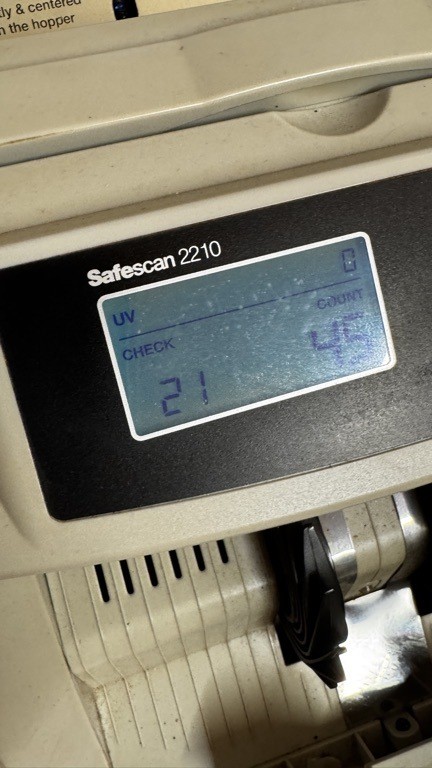 ly & centered
n the hopper
Safescan 2210
0
UV
COUNT
CHECK
45
21